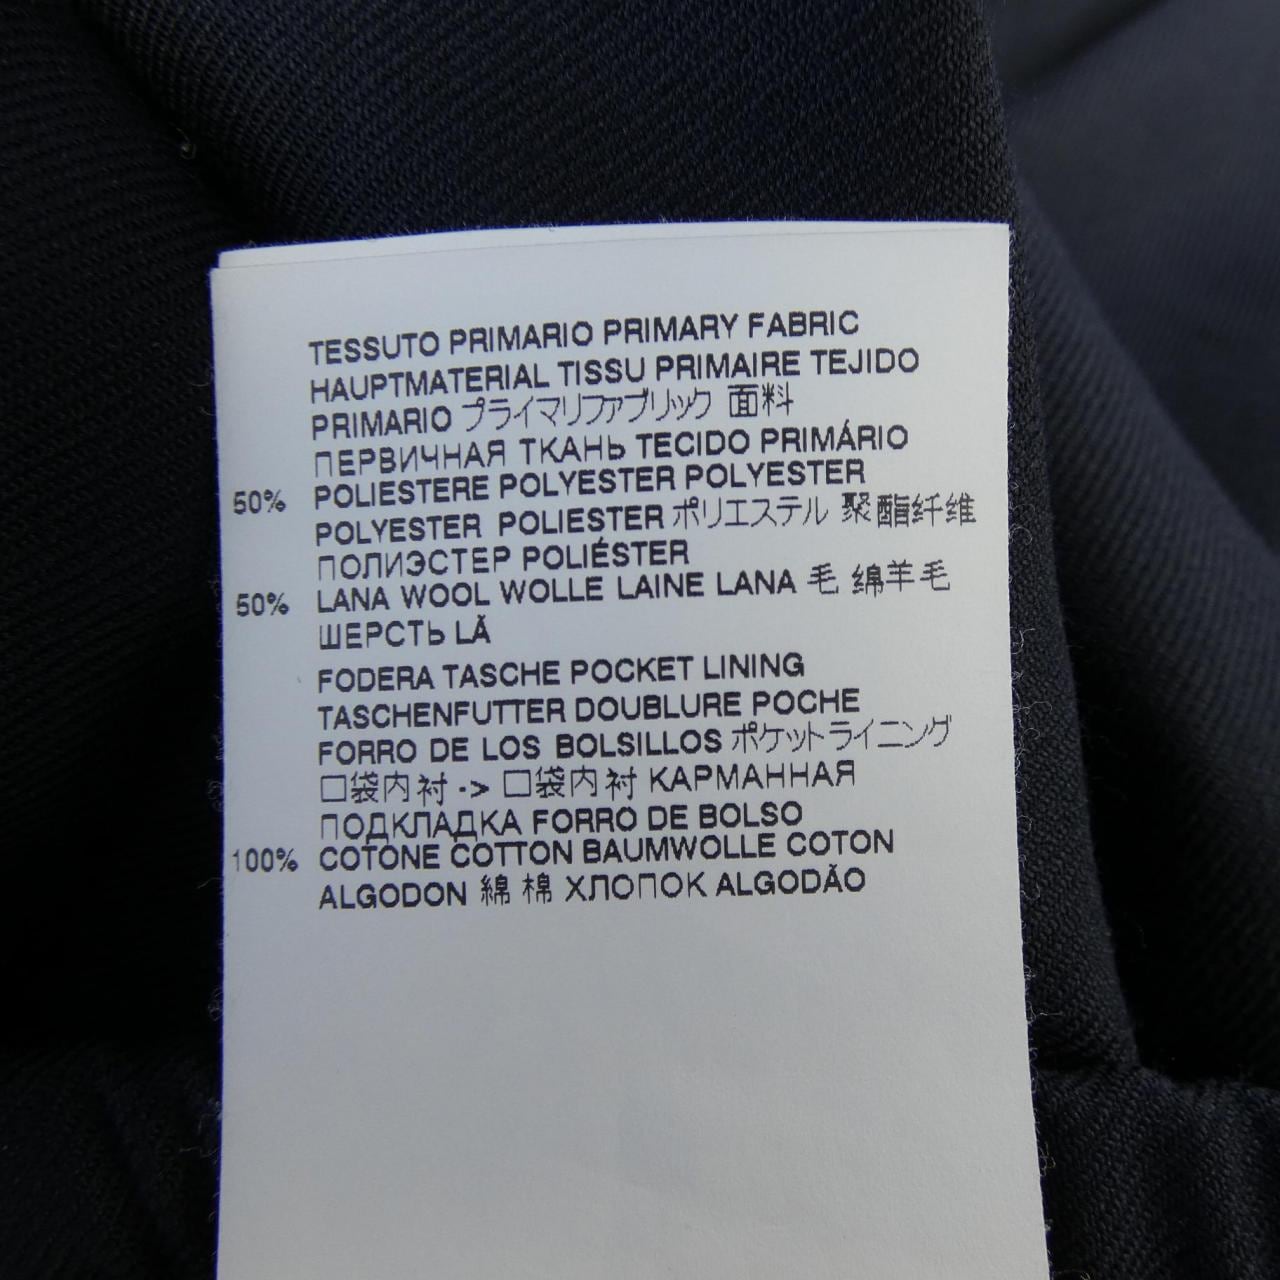 TESSUTO PRIMARIO PRIMARY FABRIC
HAUPTMATERIAL TISSU PRIMAIRE TEJIDO
PRIMARIO プライマリファブリック 面料
ПЕРВИЧНАЯ ТКАНЬ TECIDO PRIMÁRIO
50% POLIESTERE POLYESTER POLYESTER
POLYESTER POLIESTER ポリエステル 聚酯纤维
ПОЛИЭСТЕР POLIÉSTER
50% LANA WOOL WOLLE LAINE LANA 毛 绵羊毛
ШЕРСТЬ LÃ
FODERA TASCHE POCKET LINING
TASCHENFUTTER DOUBLURE POCHE
FORRO DE LOS BOLSILLOS ポケットライニング
口袋内衬 -> 口袋内衬 КАРМАННАЯ
ПОДКЛАДКА FORRO DE BOLSO
100% COTONE COTTON BAUMWOLLE COTON
ALGODON 綿 棉 ХЛОПОК ALGODÃO